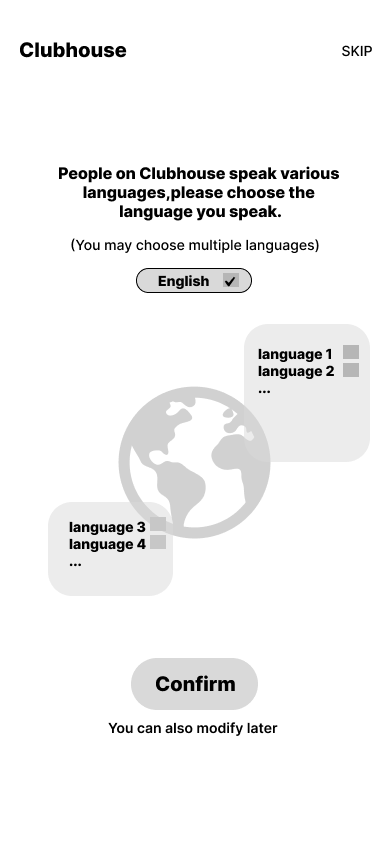 Clubhouse
SKIP
People on Clubhouse speak various
languages,please choose the
language you speak.
(You may choose multiple languages)
English
language 1
language 2
...
language 3
language 4
...
Confirm
You can also modify later